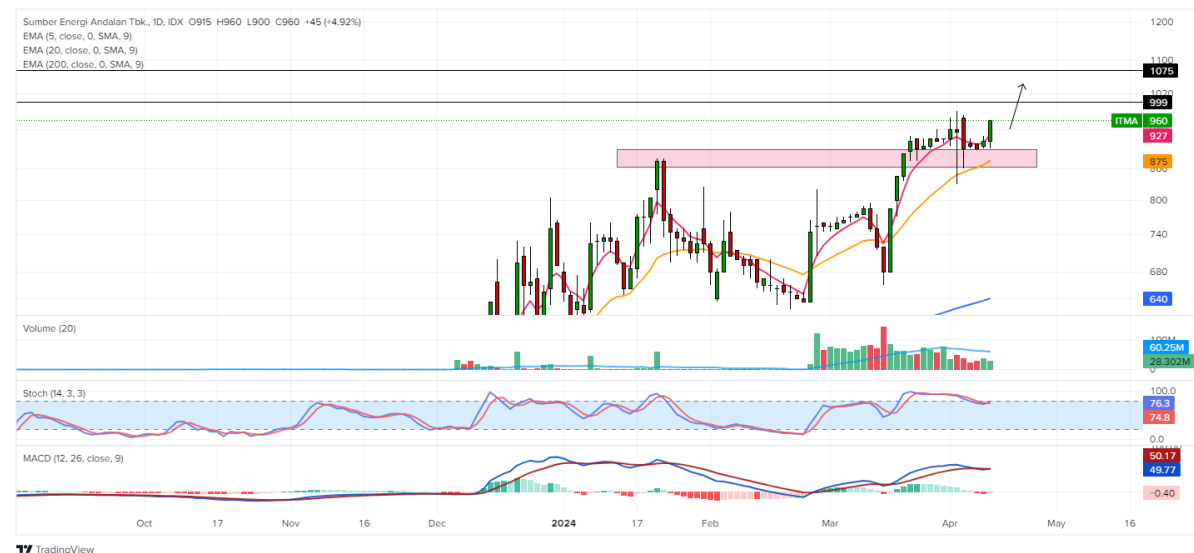 Sumber Energi Andalan Tbk., 1D, IDX O915 H960 L900 C960 +45 (+4.92%)
EMA (5, close, 0, SMA, 9)
EMA (20, close, 0, SMA, 9)
EMA (200, close, 0, SMA, 9)
1200
1100
1075
1020
999
ITMA 960
927
875
860
800
740
680
640
Volume (20)
60.25M
28.302M
0
Stoch (14, 3, 3)
100.0
76.3
74.8
0.0
MACD (12, 26, close, 9)
50.17
49.77
−0.40
Oct 17 Nov 16 Dec 2024 17 Feb Mar Apr May 16
TradingView